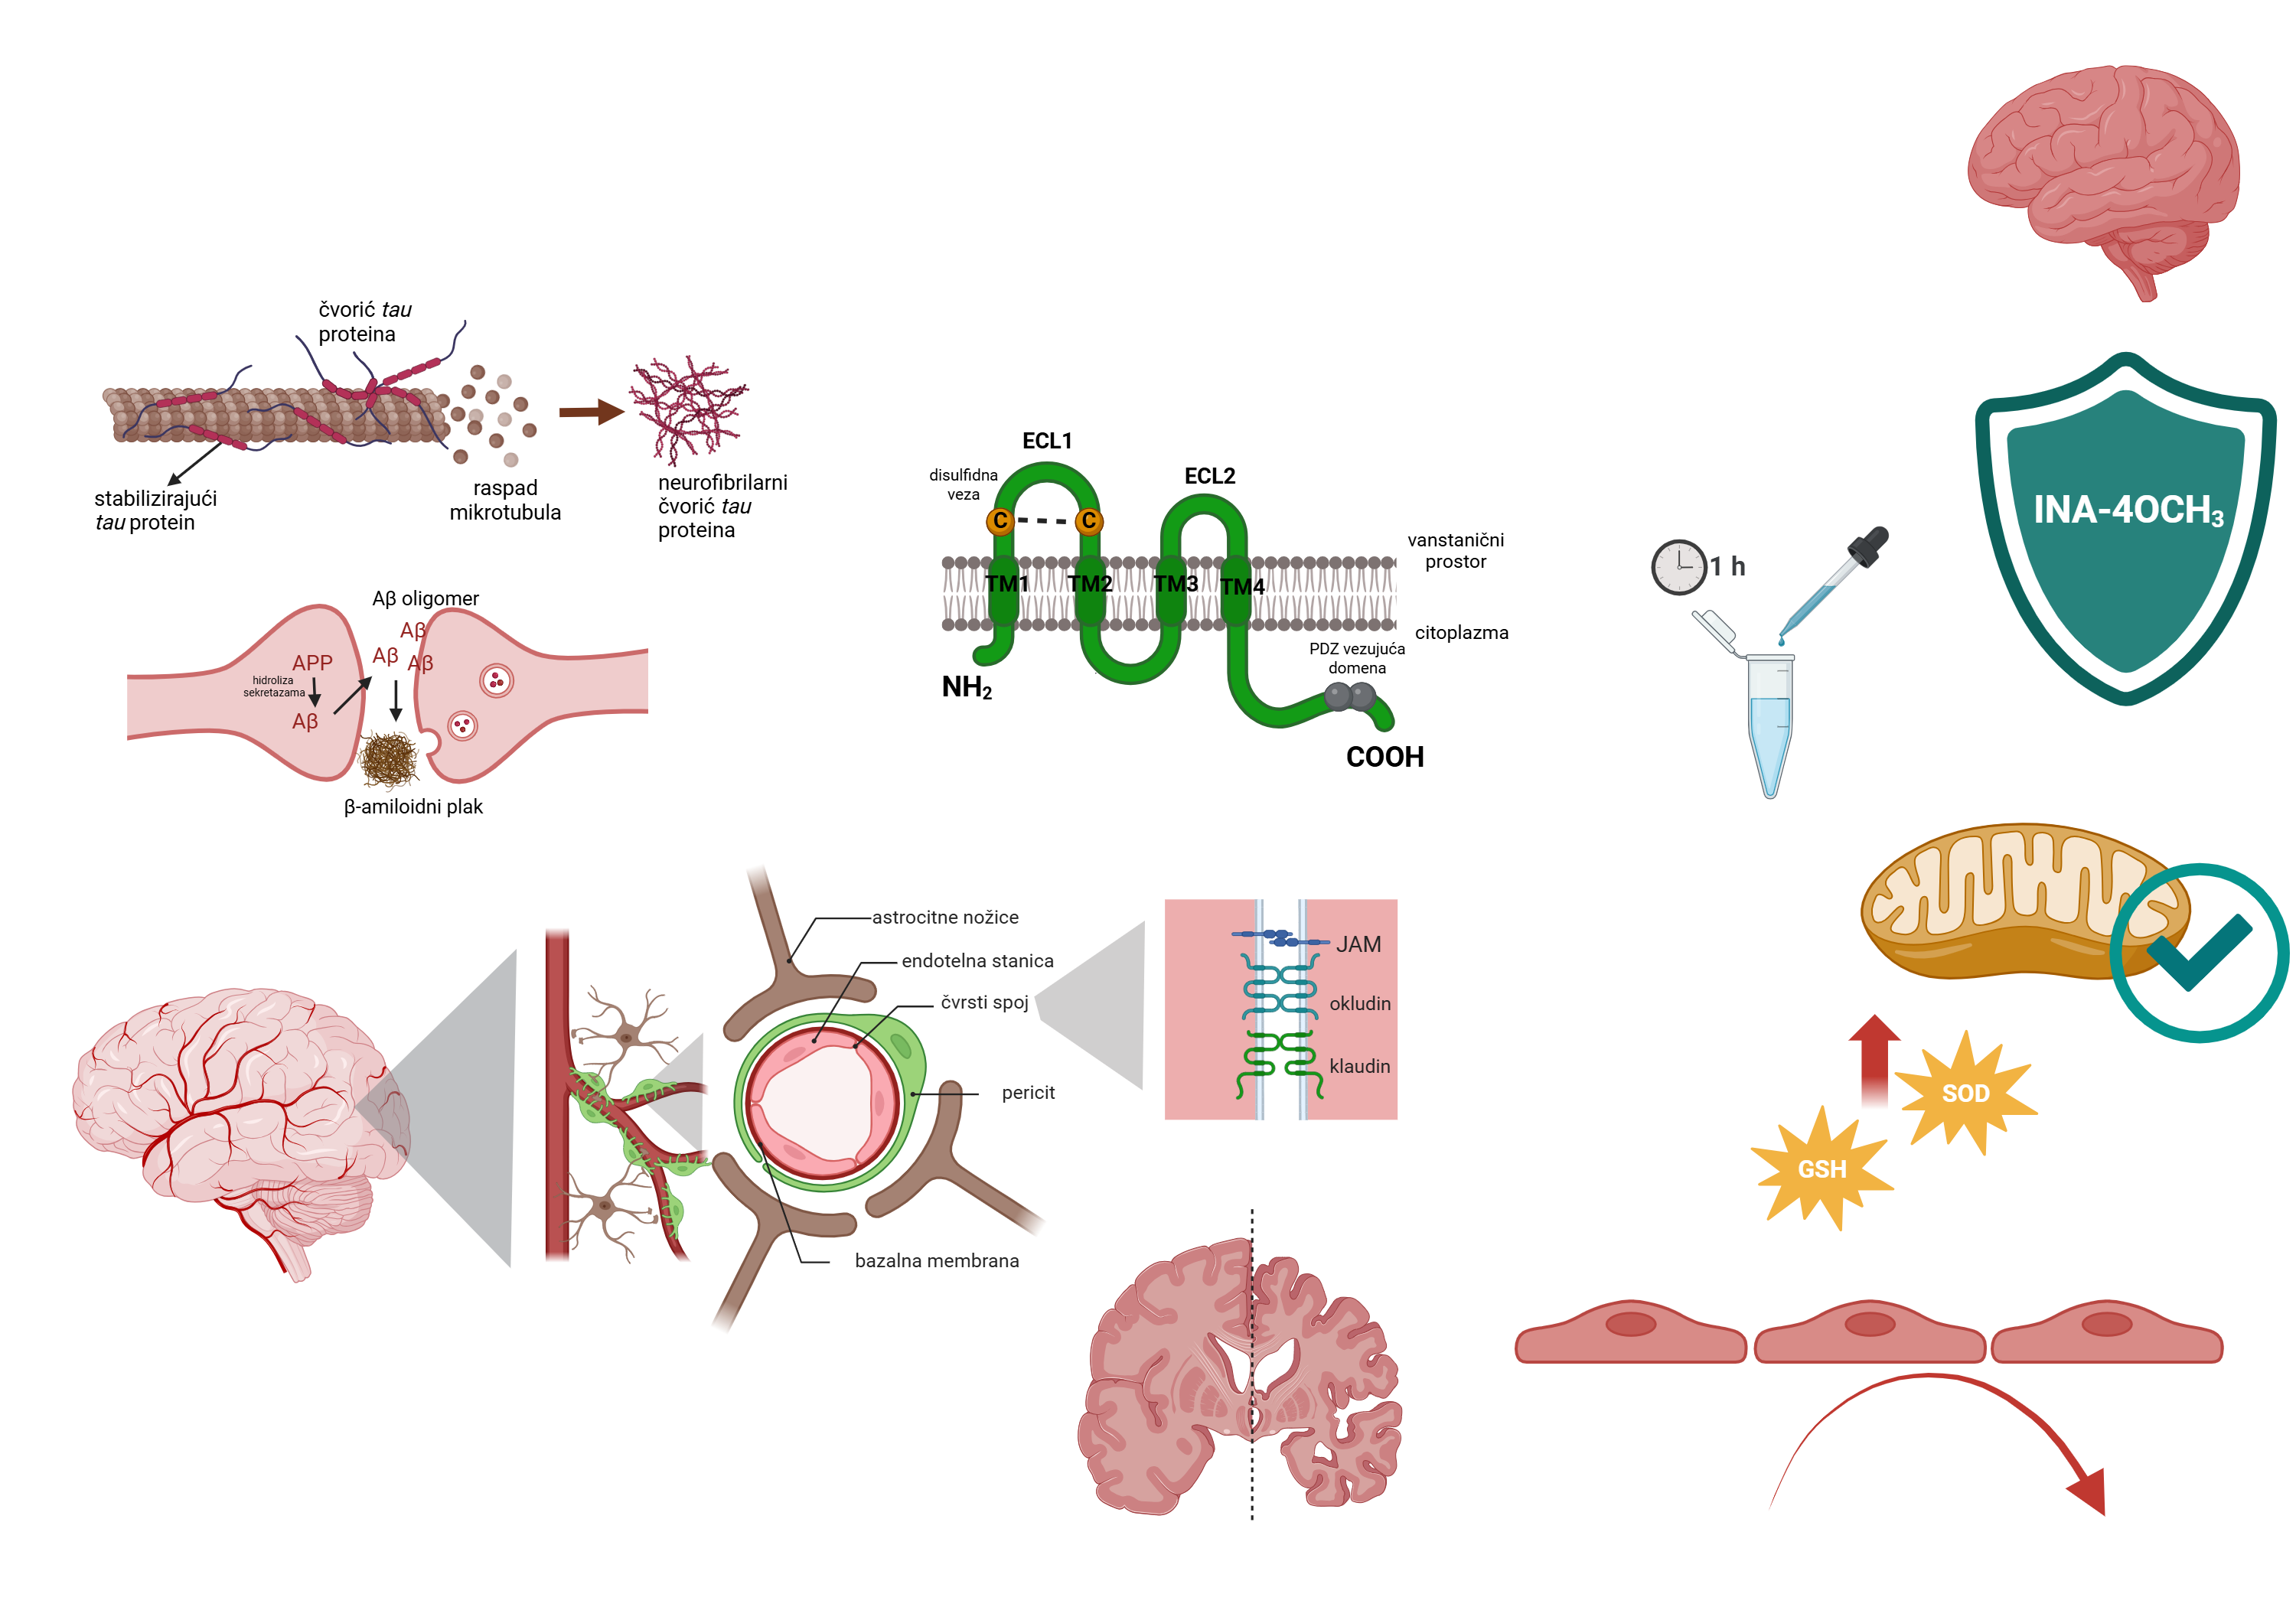 čvorić tau
proteina
stabilizirajući
tau protein
raspad
mikrotubula
neurofibrilarni
čvorić tau
proteina
Aβ oligomer
Aβ
Aβ
Aβ
APP
hidroliza
sekretazama
Aβ
β-amiloidni plak
ECL1
ECL2
disulfidna
veza
C
C
TM1
TM2
TM3
TM4
vanstanični
prostor
citoplazma
PDZ vezujuća
domena
NH₂
COOH
1 h
INA-4OCH₃
astrocitne nožice
endotelna stanica
čvrsti spoj
pericit
bazalna membrana
JAM
okludin
klaudin
SOD
GSH